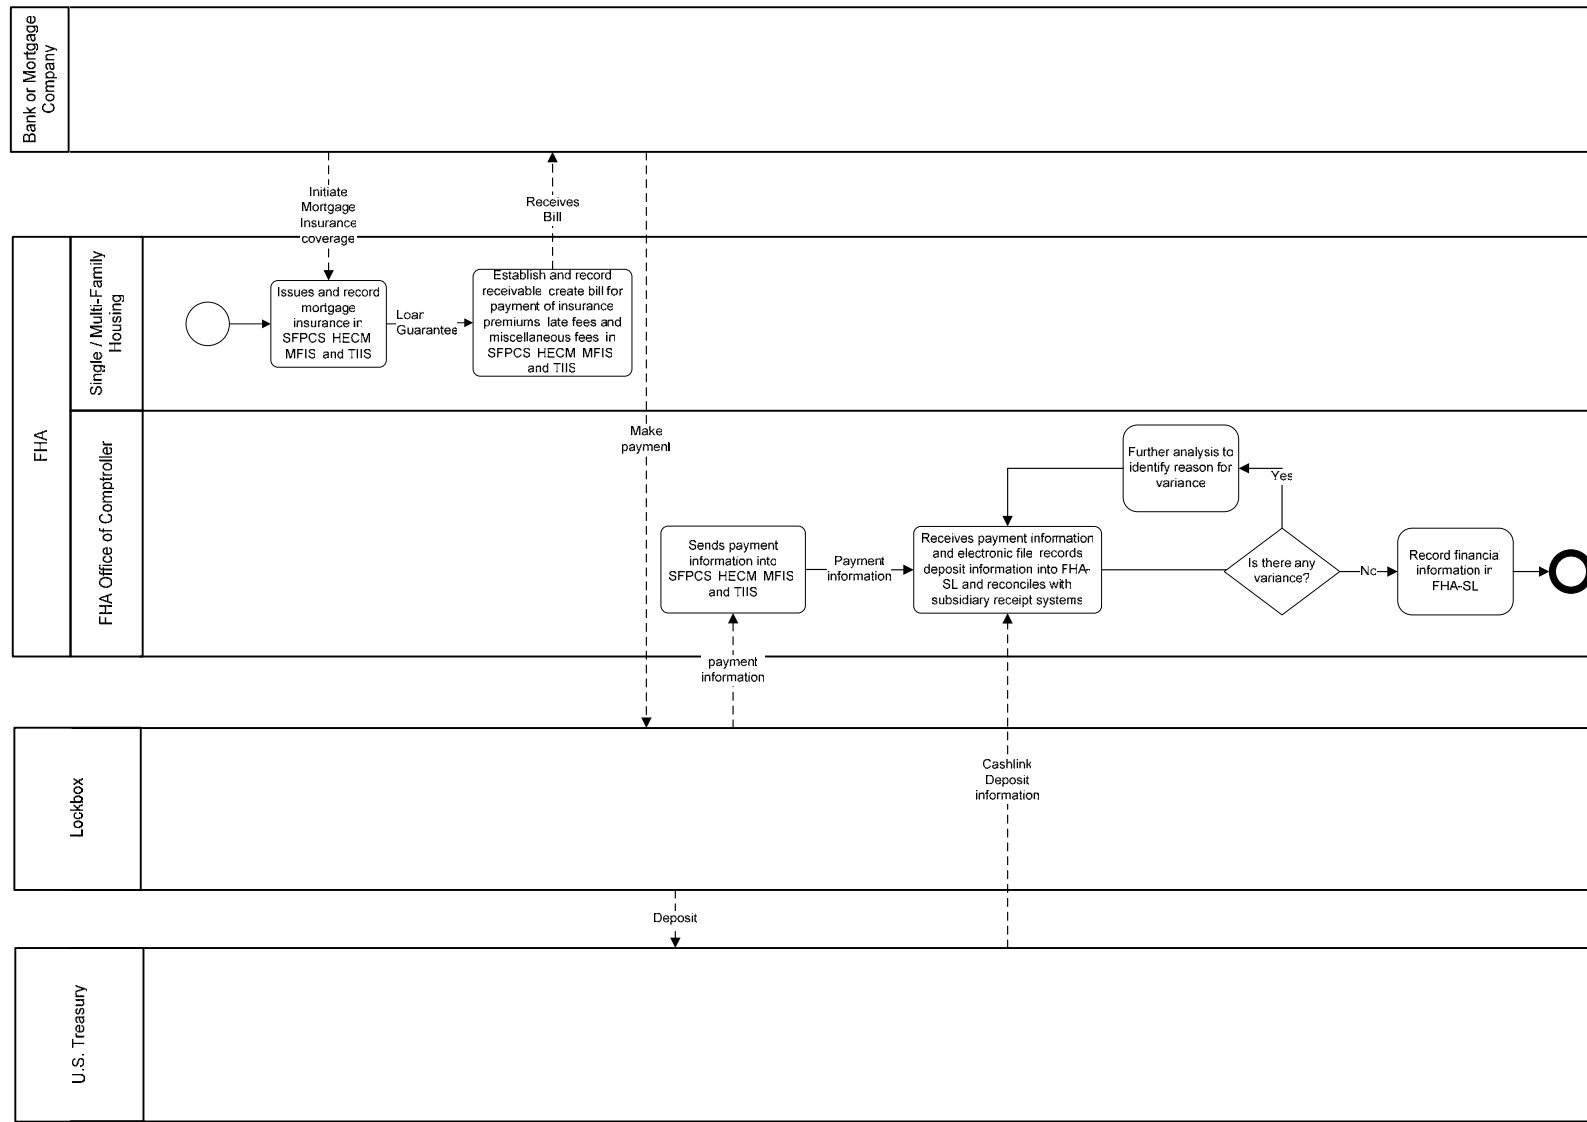 Bank or Mortgage
Company
Initiate
Mortgage
Insurance
coverage
Receives
Bill
FHA
Single / Multi-Family
Housing
Issues and record
mortgage
insurance in
SFPCS HECM
MFIS and TIIS
Loan
Guarantee
Establish and record
receivable create bill for
payment of insurance
premiums late fees and
miscellaneous fees in
SFPCS HECM MFIS
and TIIS
FHA Office of Comptroller
Make
payment
Further analysis to
identify reason for
variance
Yes
Sends payment
information into
SFPCS HECM MFIS
and TIIS
Payment
information
Receives payment information
and electronic file records
deposit information into FHA-
SL and reconciles with
subsidiary receipt systems
Is there any
variance?
No
Record financial
information in
FHA-SL
payment
information
Lockbox
Cashlink
Deposit
information
Deposit
U.S. Treasury